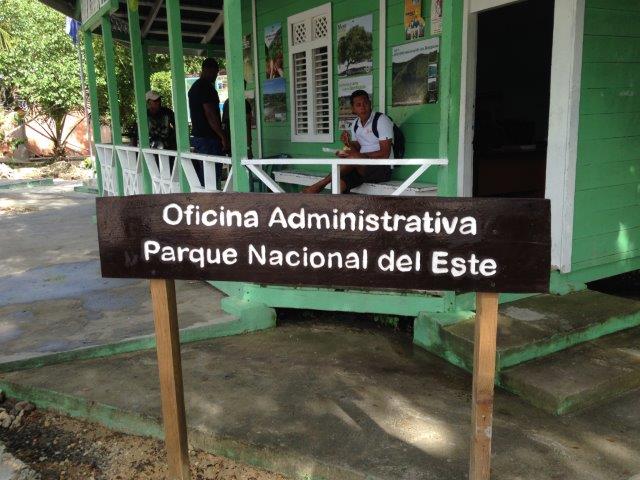 Oficina Administrativa
Parque Nacional del Este